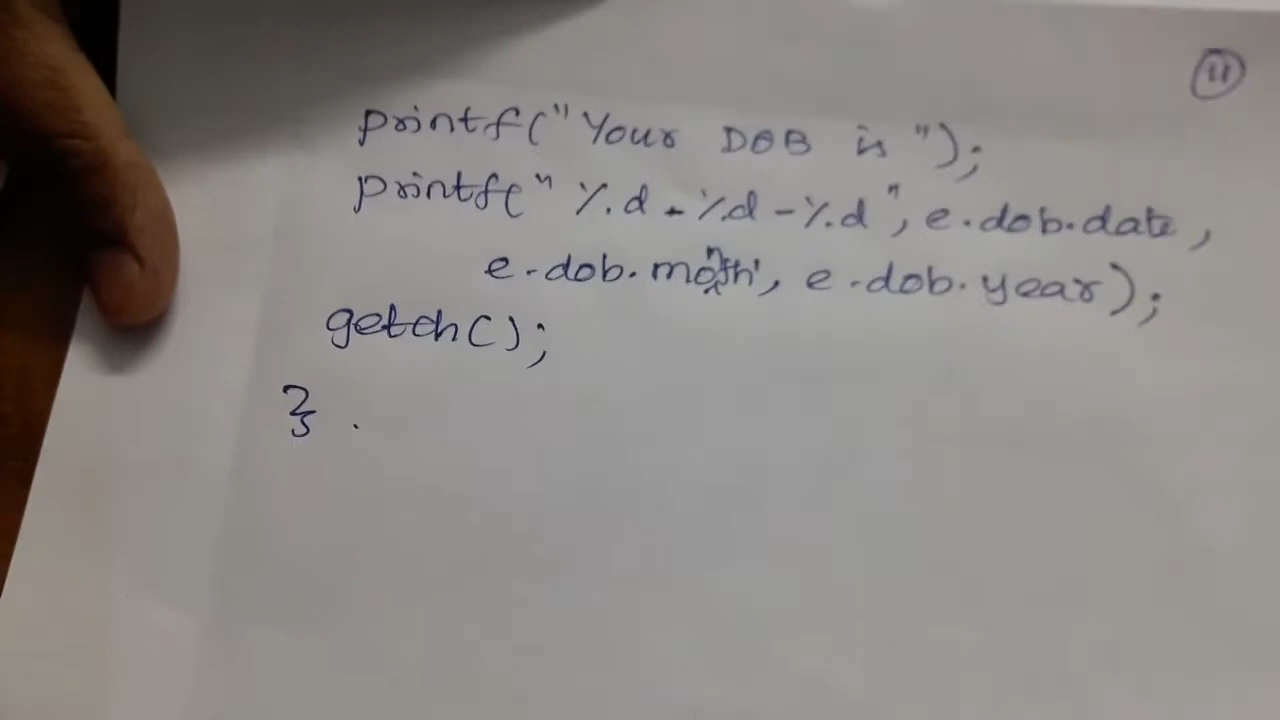 11
printf("Your DOB is ");
printf(" %d - %d - %d", e.dob.date,
e.dob.month, e.dob.year);
getch();
} .